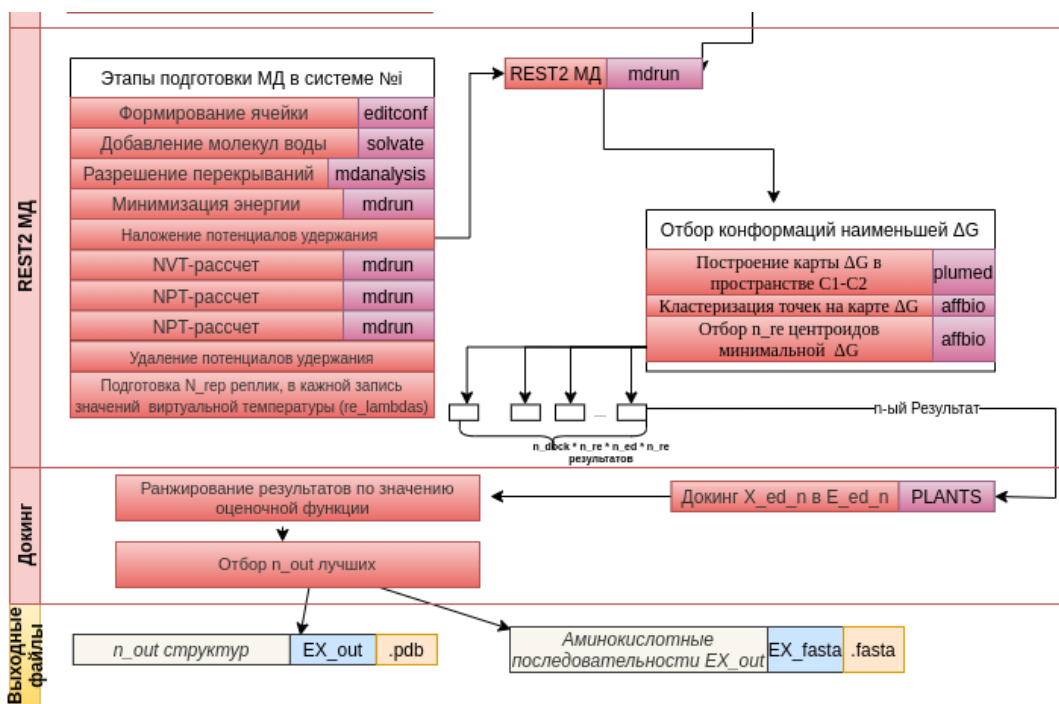 REST2 МД
Этапы подготовки МД в системе №i
Формирование ячейки editconf
Добавление молекул воды solvate
Разрешение перекрываний mdanalysis
Минимизация энергии mdrun
Наложение потенциалов удержания
NVT-рассчет mdrun
NPT-рассчет mdrun
NPT-рассчет mdrun
Удаление потенциалов удержания
Подготовка N_rep реплик, в кажной запись
значений виртуальной температуры (re_lambdas)
REST2 МД mdrun
Отбор конформаций наименьшей ΔG
Построение карты ΔG в
пространстве C1-C2
plumed
Кластеризация точек на карте ΔG affbio
Отбор n_re центроидов
минимальной ΔG
affbio
...
n_dock * n_re * n_ed * n_re
результатов
n-ый Результат
Докинг
Докинг X_ed_n в E_ed_n PLANTS
Ранжирование результатов по значению
оценочной функции
Отбор n_out лучших
Выходные
файлы
n_out структур EX_out .pdb
Аминокислотные
последовательности EX_out
EX_fasta .fasta